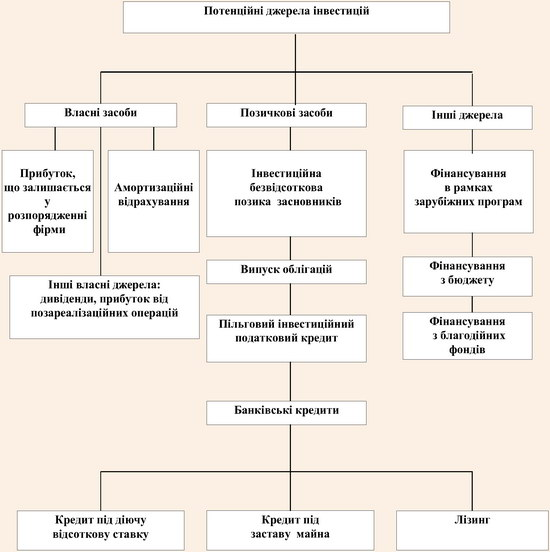 Потенційні джерела інвестицій
Власні засоби
Позичкові засоби
Інші джерела
Прибуток,
що залишається
у
розпорядженні
фірми
Амортизаційні
відрахування
Інвестиційна
безвідсоткова
позика засновників
Фінансування
в рамках
зарубіжних програм
Інші власні джерела:
дивіденди, прибуток від
позареалізаційних операцій
Випуск облігацій
Фінансування
з бюджету
Пільговий інвестиційний
податковий кредит
Фінансування
з благодійних
фондів
Банківські кредити
Кредит під діючу
відсоткову ставку
Кредит під
заставу майна
Лізинг